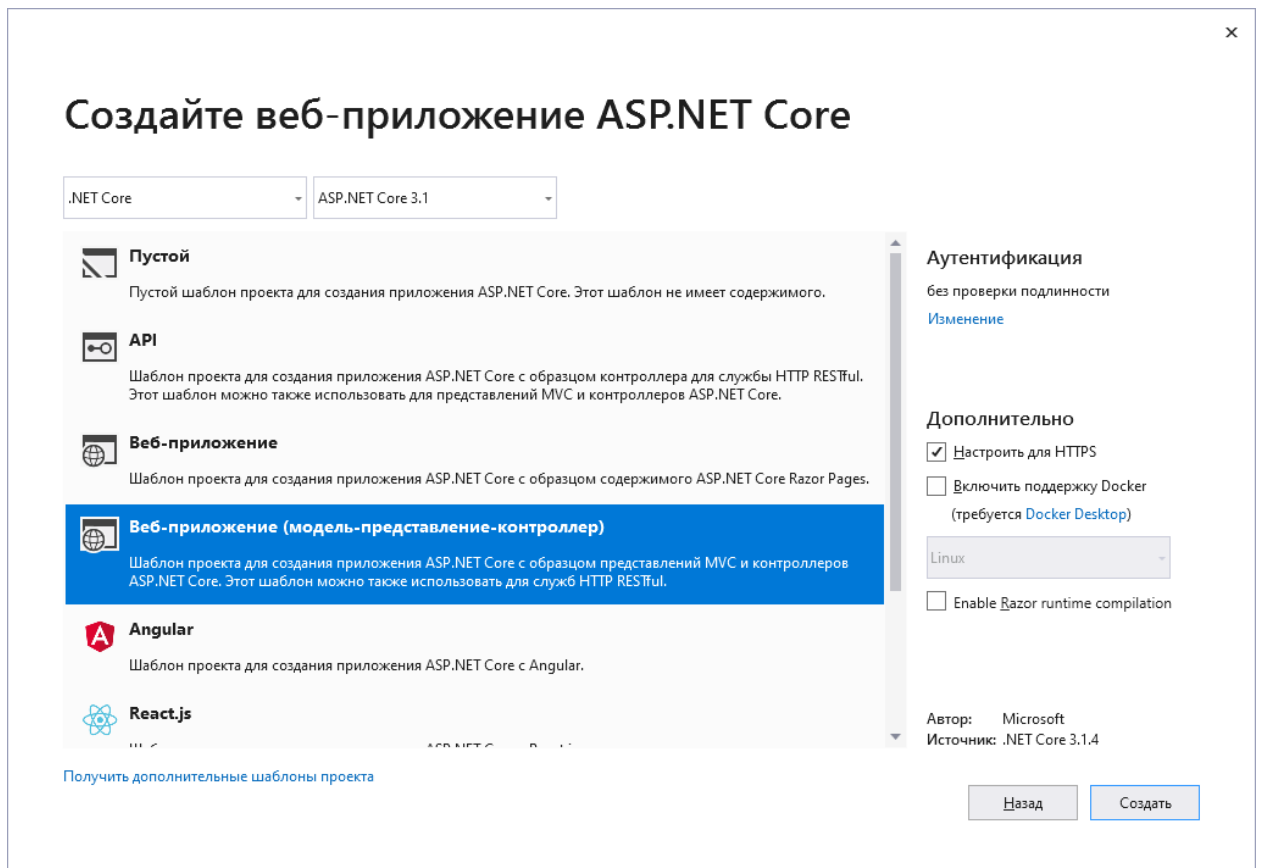 Создайте веб-приложение ASP.NET Core
.NET Core
ASP.NET Core 3.1
Пустой
Пустой шаблон проекта для создания приложения ASP.NET Core. Этот шаблон не имеет содержимого.
API
Шаблон проекта для создания приложения ASP.NET Core с образцом контроллера для службы HTTP RESTful.
Этот шаблон можно также использовать для представлений MVC и контроллеров ASP.NET Core.
Веб-приложение
Шаблон проекта для создания приложения ASP.NET Core с образцом содержимого ASP.NET Core Razor Pages.
Веб-приложение (модель-представление-контроллер)
Шаблон проекта для создания приложения ASP.NET Core с образцом представлений MVC и контроллеров
ASP.NET Core. Этот шаблон можно также использовать для служб HTTP RESTful.
Angular
Шаблон проекта для создания приложения ASP.NET Core с Angular.
React.js
Получить дополнительные шаблоны проекта
Аутентификация
без проверки подлинности
Изменение
Дополнительно
Настроить для HTTPS
Включить поддержку Docker
(требуется Docker Desktop)
Linux
Enable Razor runtime compilation
Автор: Microsoft
Источник: .NET Core 3.1.4
Назад
Создать